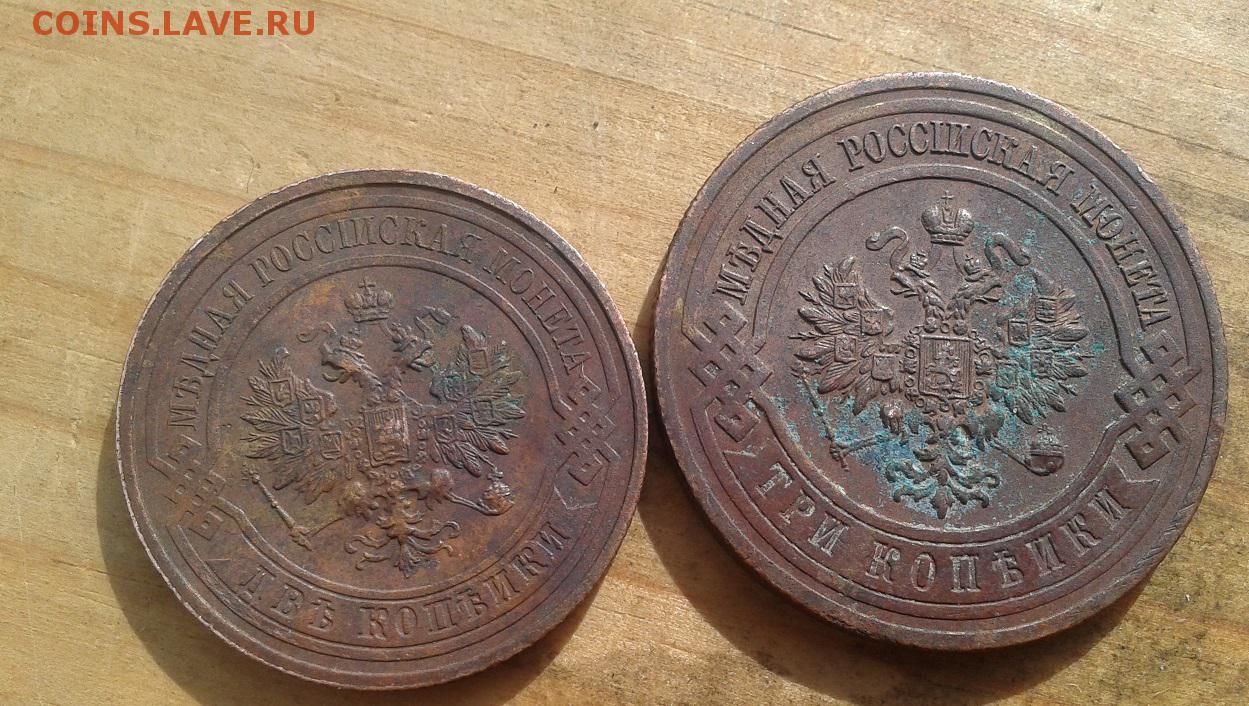 COINS.LAVE.RU
МѢДНАЯ РОССІЙСКАЯ МОНЕТА
ДВѢ КОПѢЙКИ
МѢДНАЯ РОССІЙСКАЯ МОНЕТА
ТРИ КОПѢЙКИ